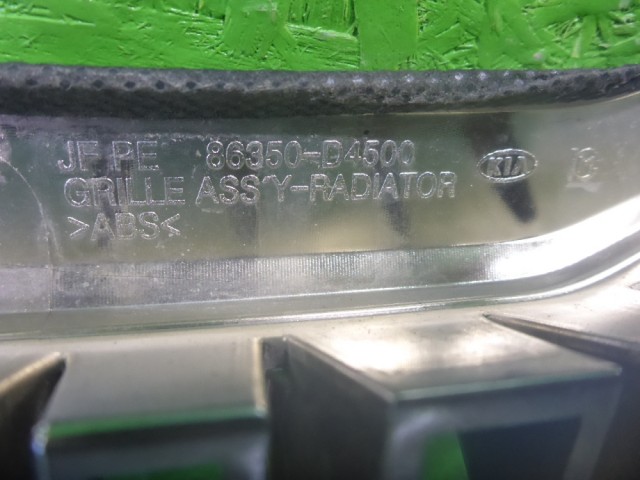 JF PE 86350-D4500
GRILLE ASS'Y-RADIATOR
>ABS<
KIA